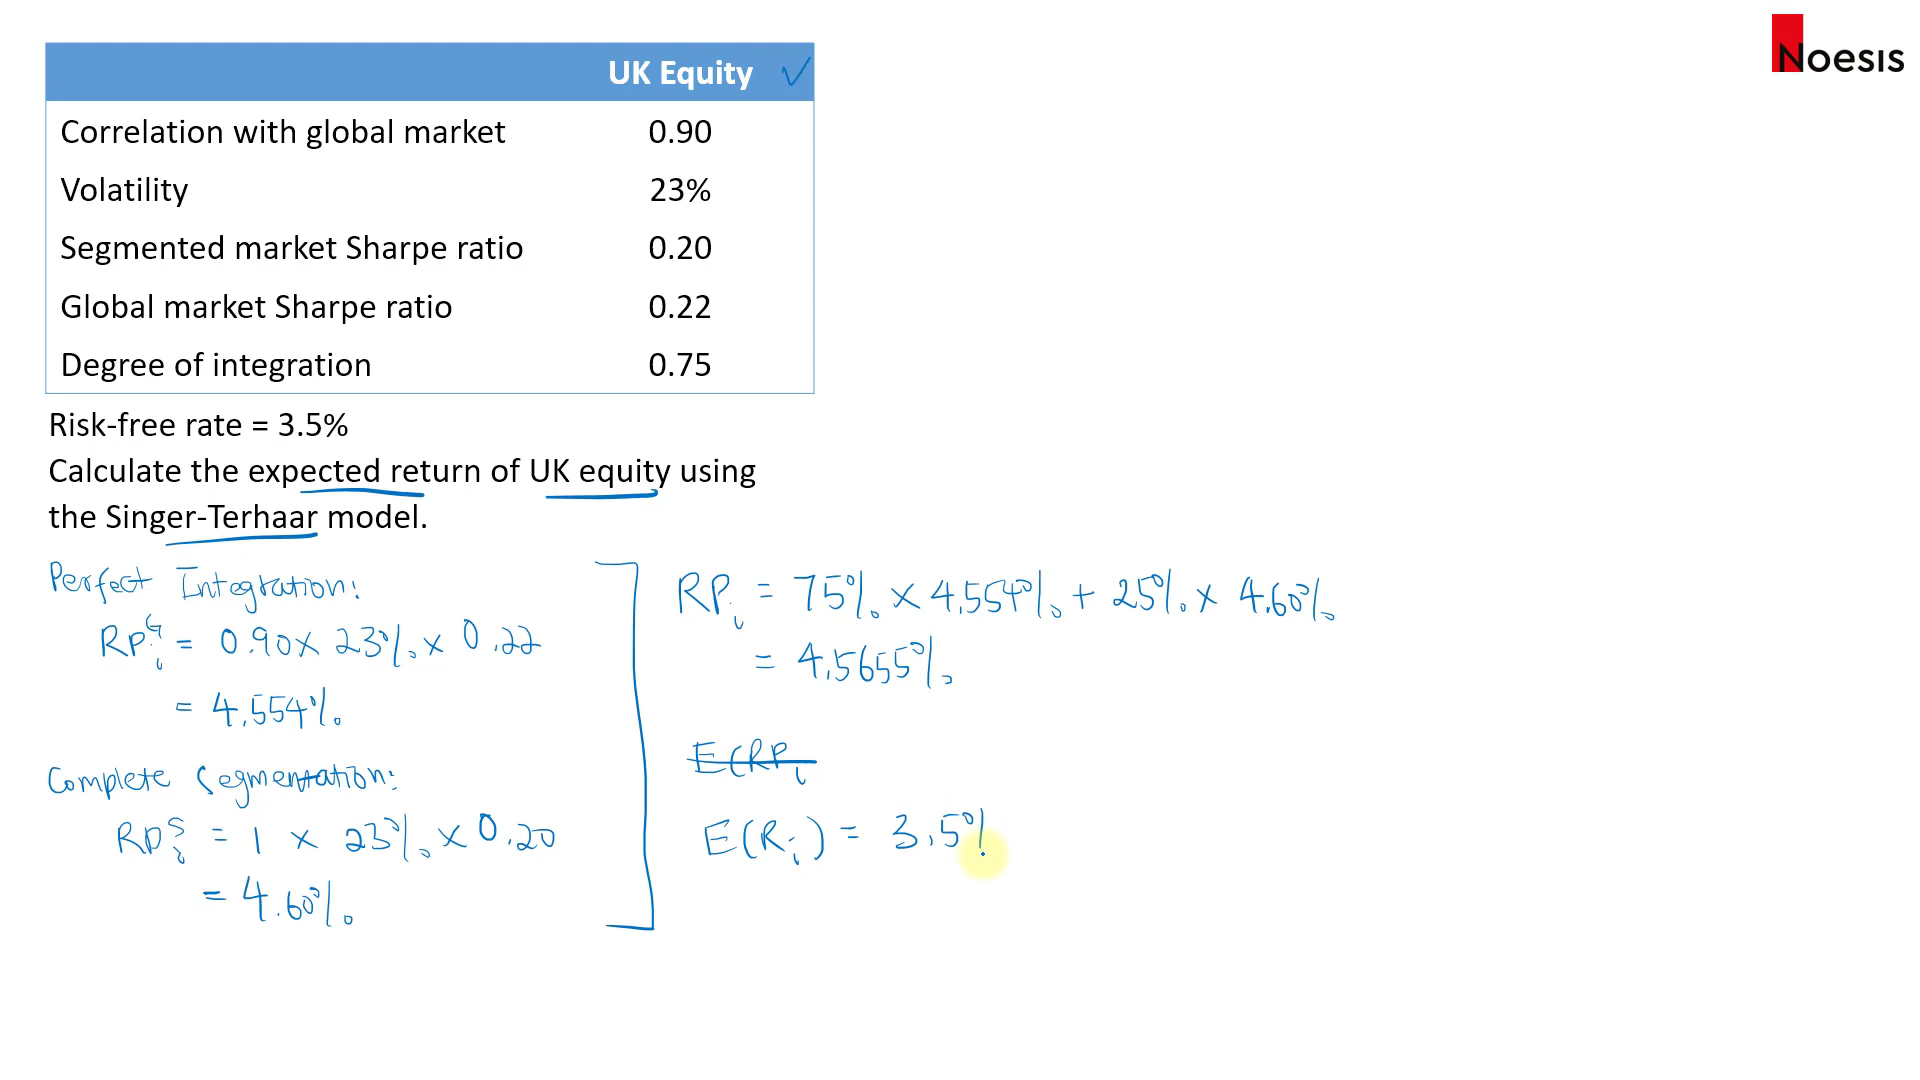 Noesis
UK Equity ✓
Correlation with global market 0.90
Volatility 23%
Segmented market Sharpe ratio 0.20
Global market Sharpe ratio 0.22
Degree of integration 0.75
Risk-free rate = 3.5%
Calculate the expected return of UK equity using
the Singer-Terhaar model.
Perfect Integration:
RPᵢᴳ = 0.90 × 23% × 0.22
= 4.554%
Complete Segmentation:
RPᵢˢ = 1 × 23% × 0.20
= 4.60%
RPᵢ = 75% × 4.554% + 25% × 4.60%
= 4.5655%
E(RPᵢ
E(Rᵢ) = 3.5%